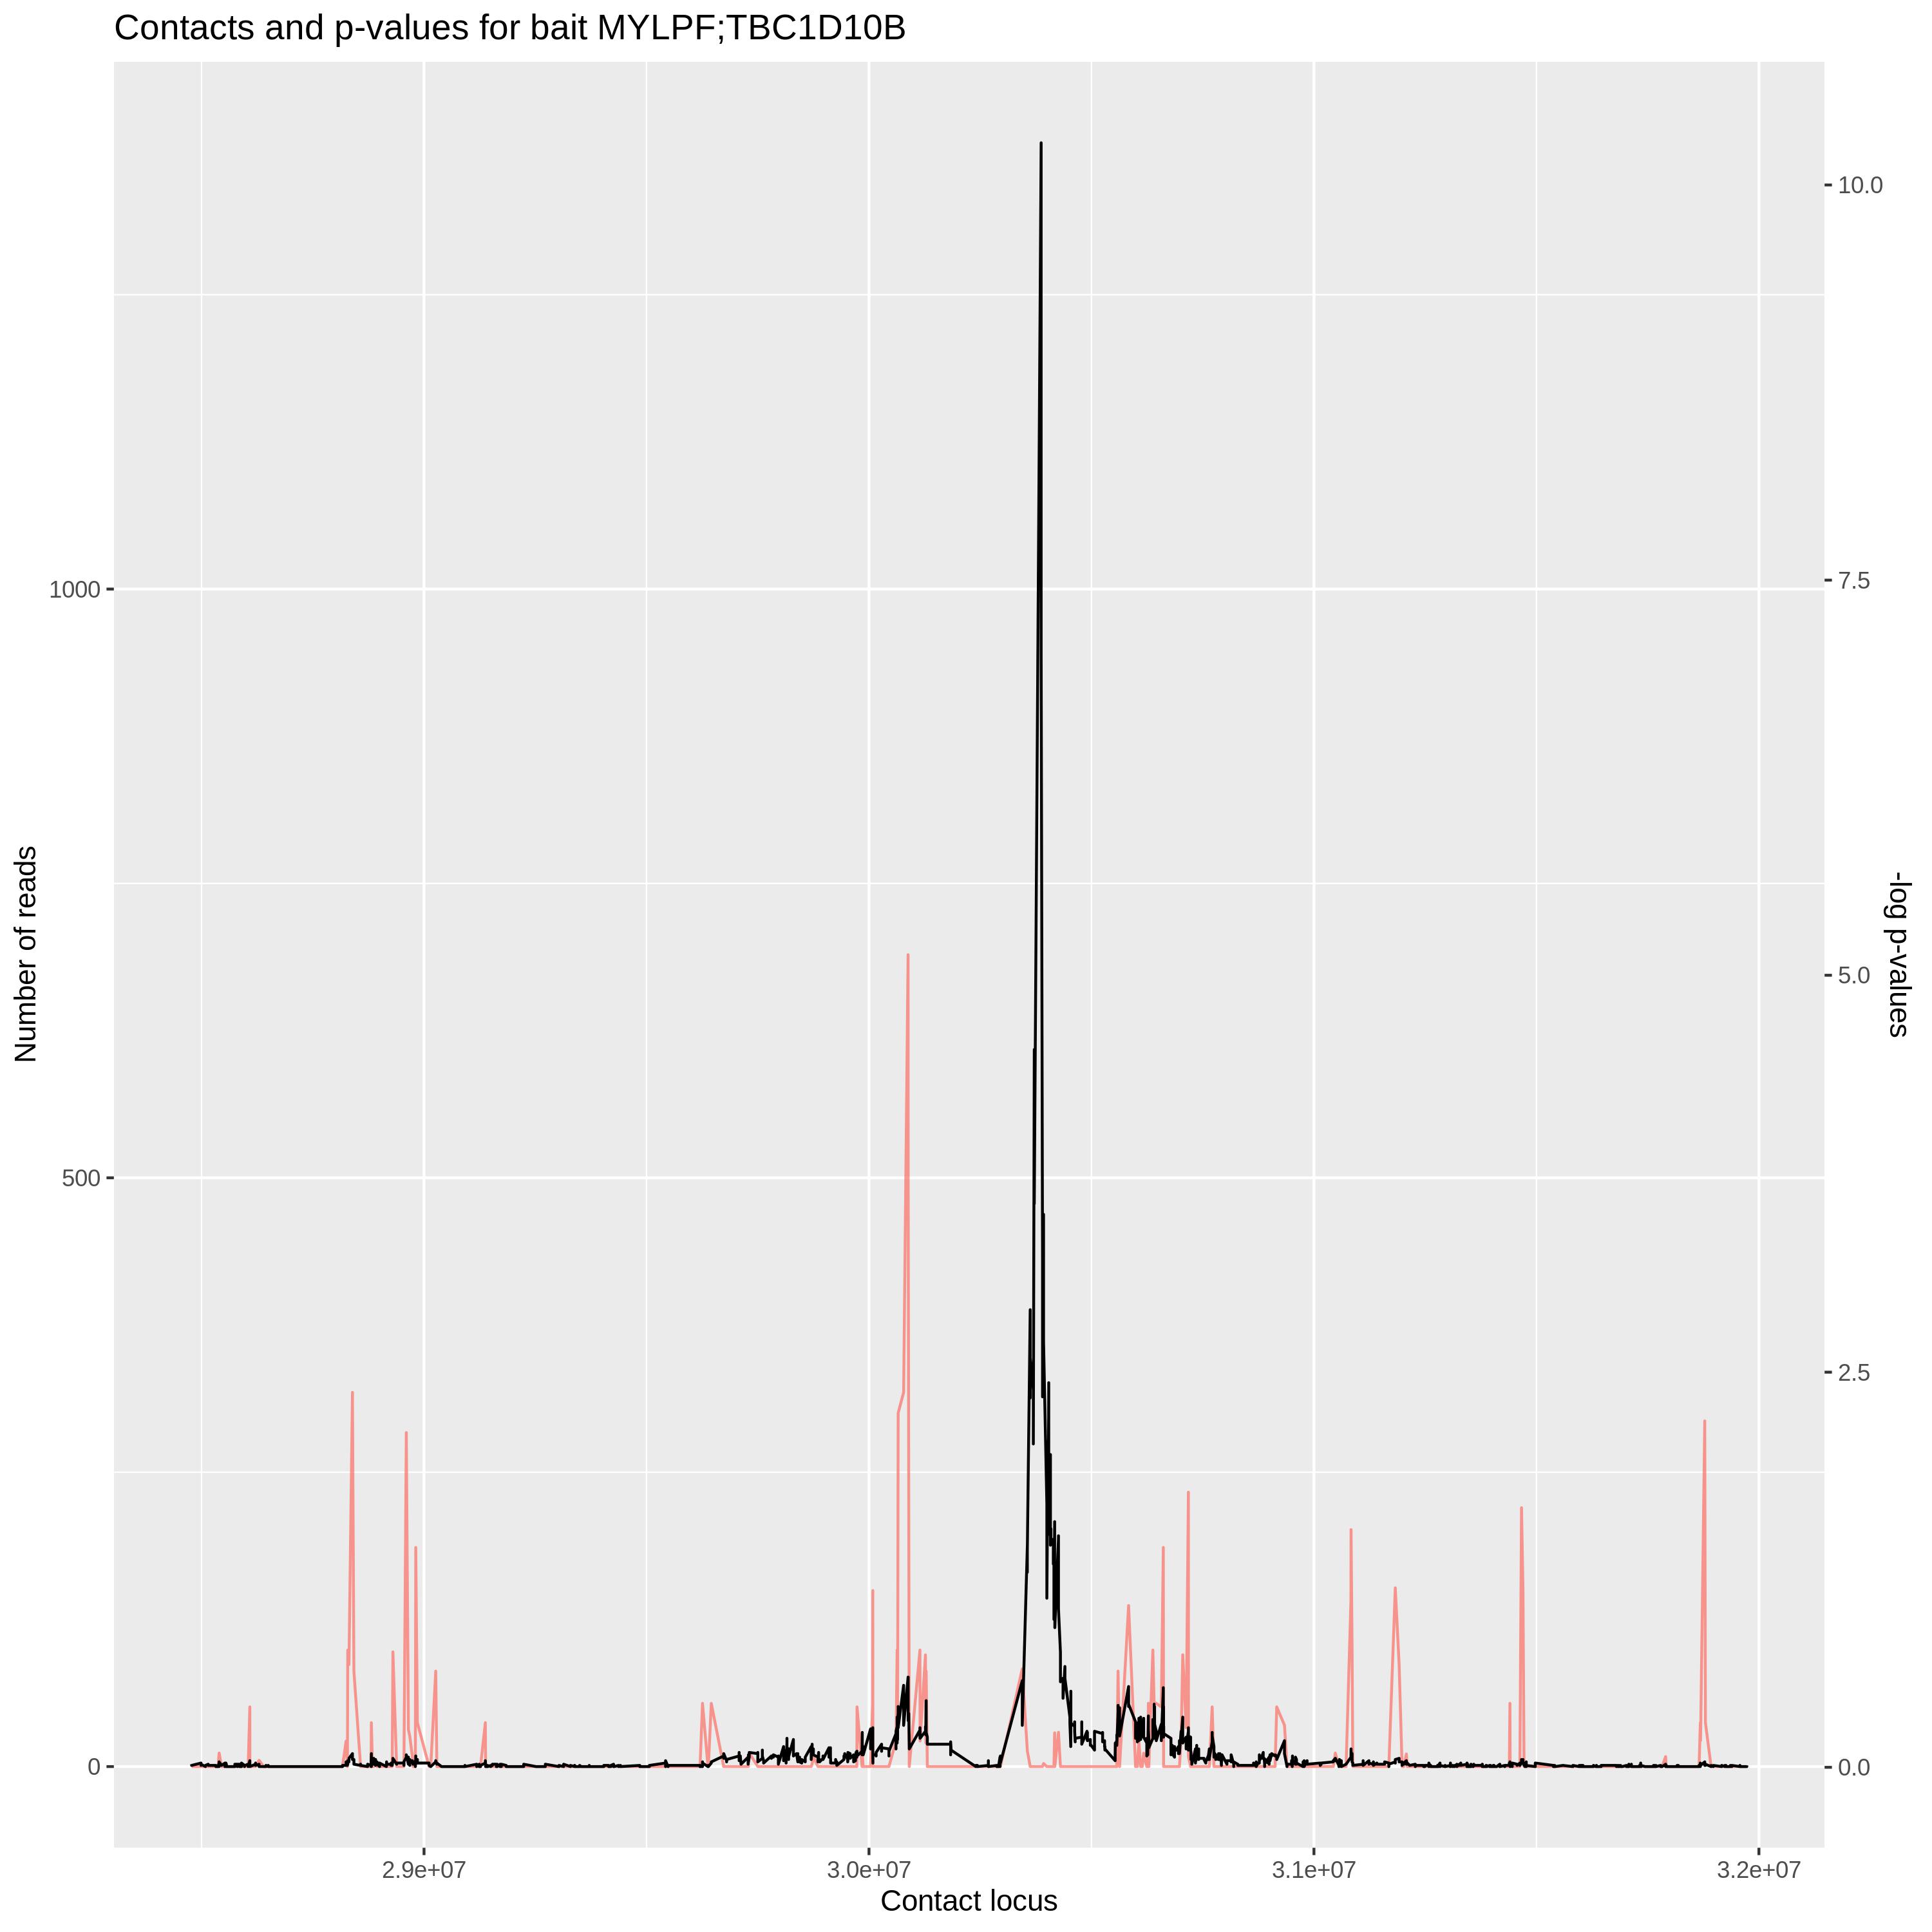 Contacts and p-values for bait MYLPF;TBC1D10B
10.0
7.5
5.0
2.5
0.0
1000
500
0
Number of reads
-log p-values
2.9e+07 3.0e+07 3.1e+07 3.2e+07
Contact locus